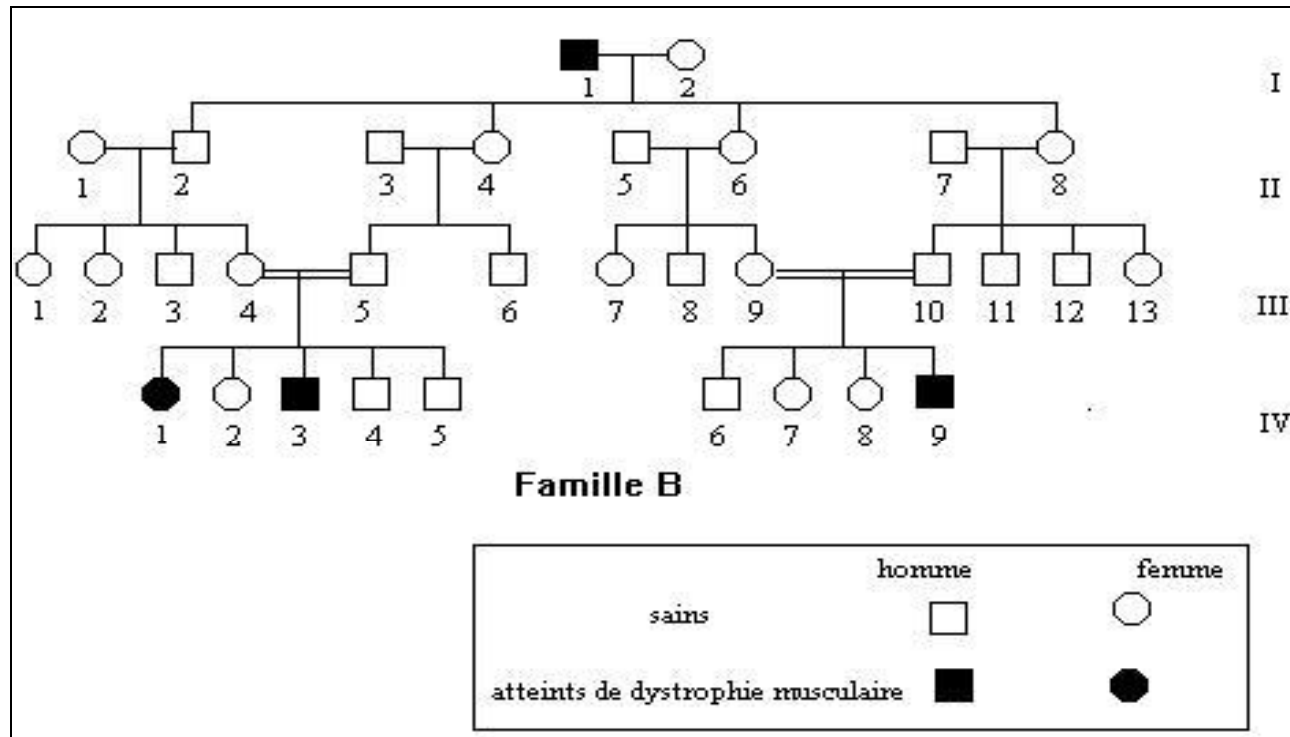 I
1 2
1 2 3 4 5 6 7 8
II
1 2 3 4 5 6 7 8 9 10 11 12 13
III
1 2 3 4 5 6 7 8 9
IV
Famille B
homme femme
sains
atteints de dystrophie musculaire